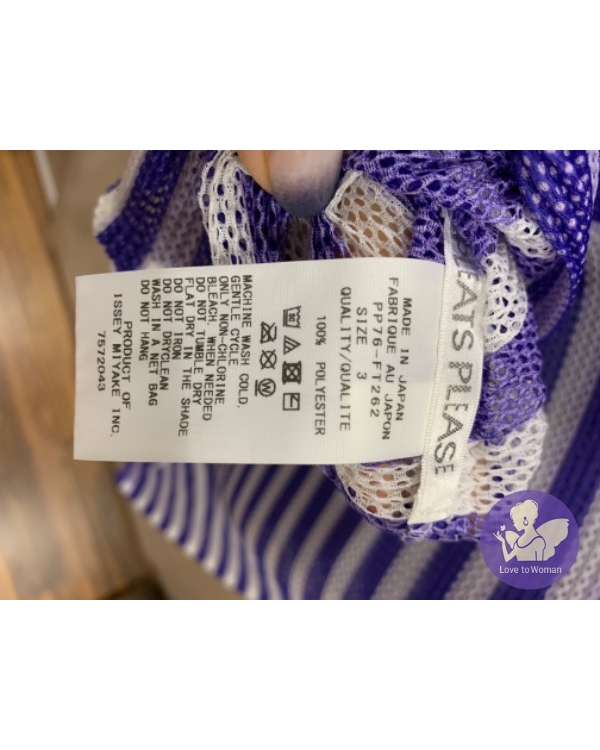 EATS PLEASE
MADE IN JAPAN
FABRIQUE AU JAPON
PP76-FT262
SIZE 3
QUALITY/QUALITE
100% POLYESTER
MACHINE WASH COLD.
GENTLE CYCLE
ONLY NON-CHLORINE
BLEACH WHEN NEEDED
DO NOT TUMBLE DRY
FLAT DRY IN THE SHADE
DO NOT IRON
DO NOT DRYCLEAN
WASH IN A NET BAG
DO NOT HANG
PRODUCT OF
ISSEY MIYAKE INC.
7572043
Love to Woman